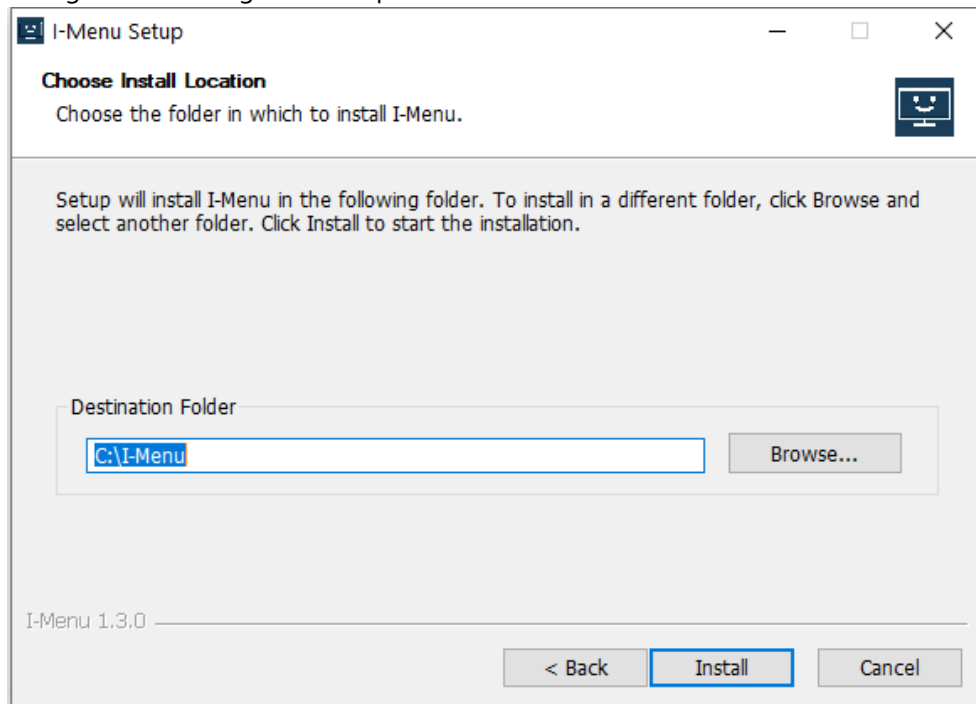 I-Menu Setup
Choose Install Location
Choose the folder in which to install I-Menu.
Setup will install I-Menu in the following folder. To install in a different folder, click Browse and
select another folder. Click Install to start the installation.
Destination Folder
C:\I-Menu
Browse...
I-Menu 1.3.0
< Back
Install
Cancel